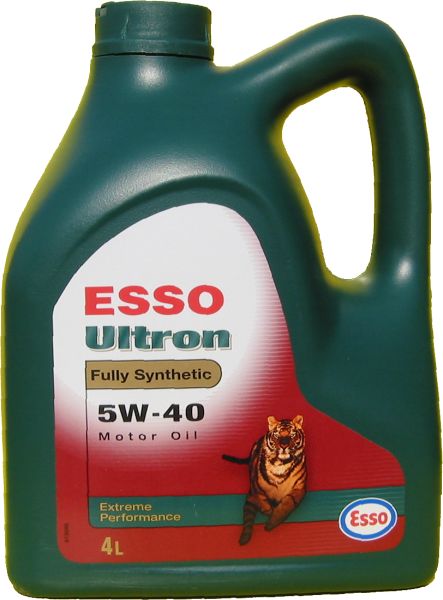 ESSO
Ultron
Fully Synthetic
5W-40
Motor Oil
Extreme
Performance
4L
Esso